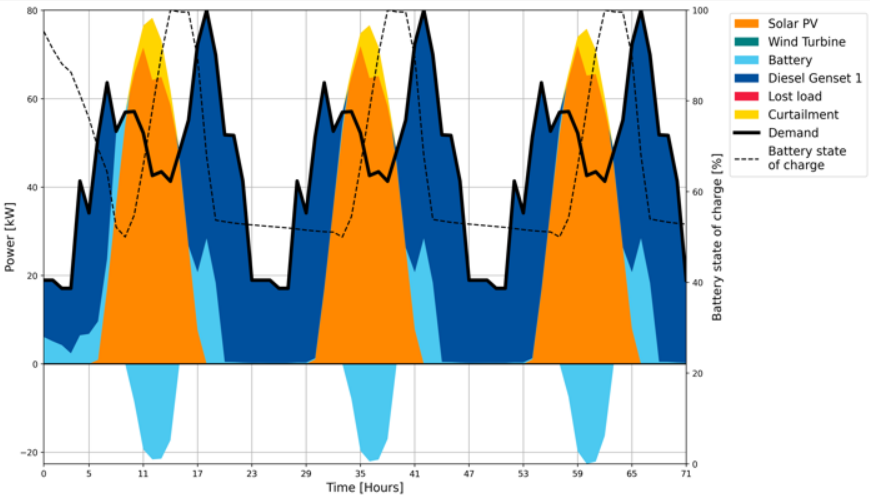 80
60
40
20
0
−20
Power [kW]
0 5 11 17 23 29 35 41 47 53 59 65 71
Time [Hours]
100
80
60
40
20
0
Battery state of charge [%]
Solar PV
Wind Turbine
Battery
Diesel Genset 1
Lost load
Curtailment
Demand
Battery state
of charge